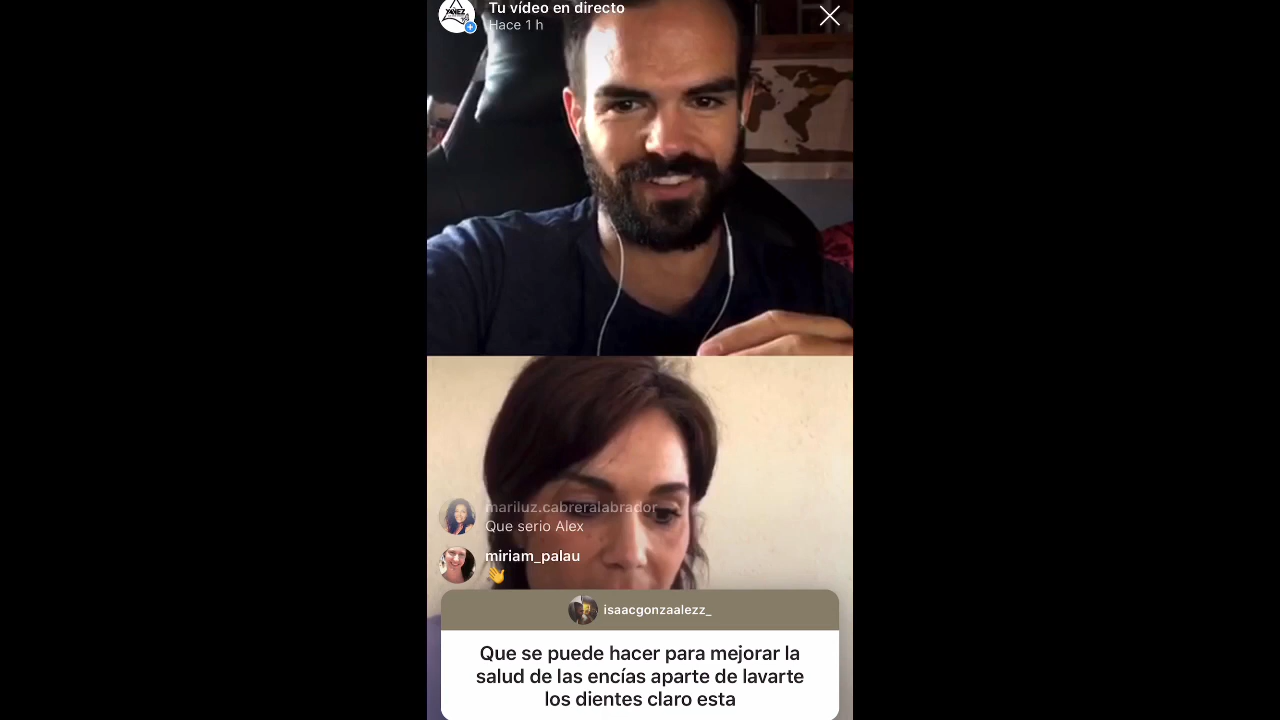 YAÑEZ
Tu vídeo en directo
Hace 1 h
mariluz.cabreralabrador
Que serio Alex
miriam_palau
👋
isaacgonzaalezz_
Que se puede hacer para mejorar la
salud de las encías aparte de lavarte
los dientes claro esta